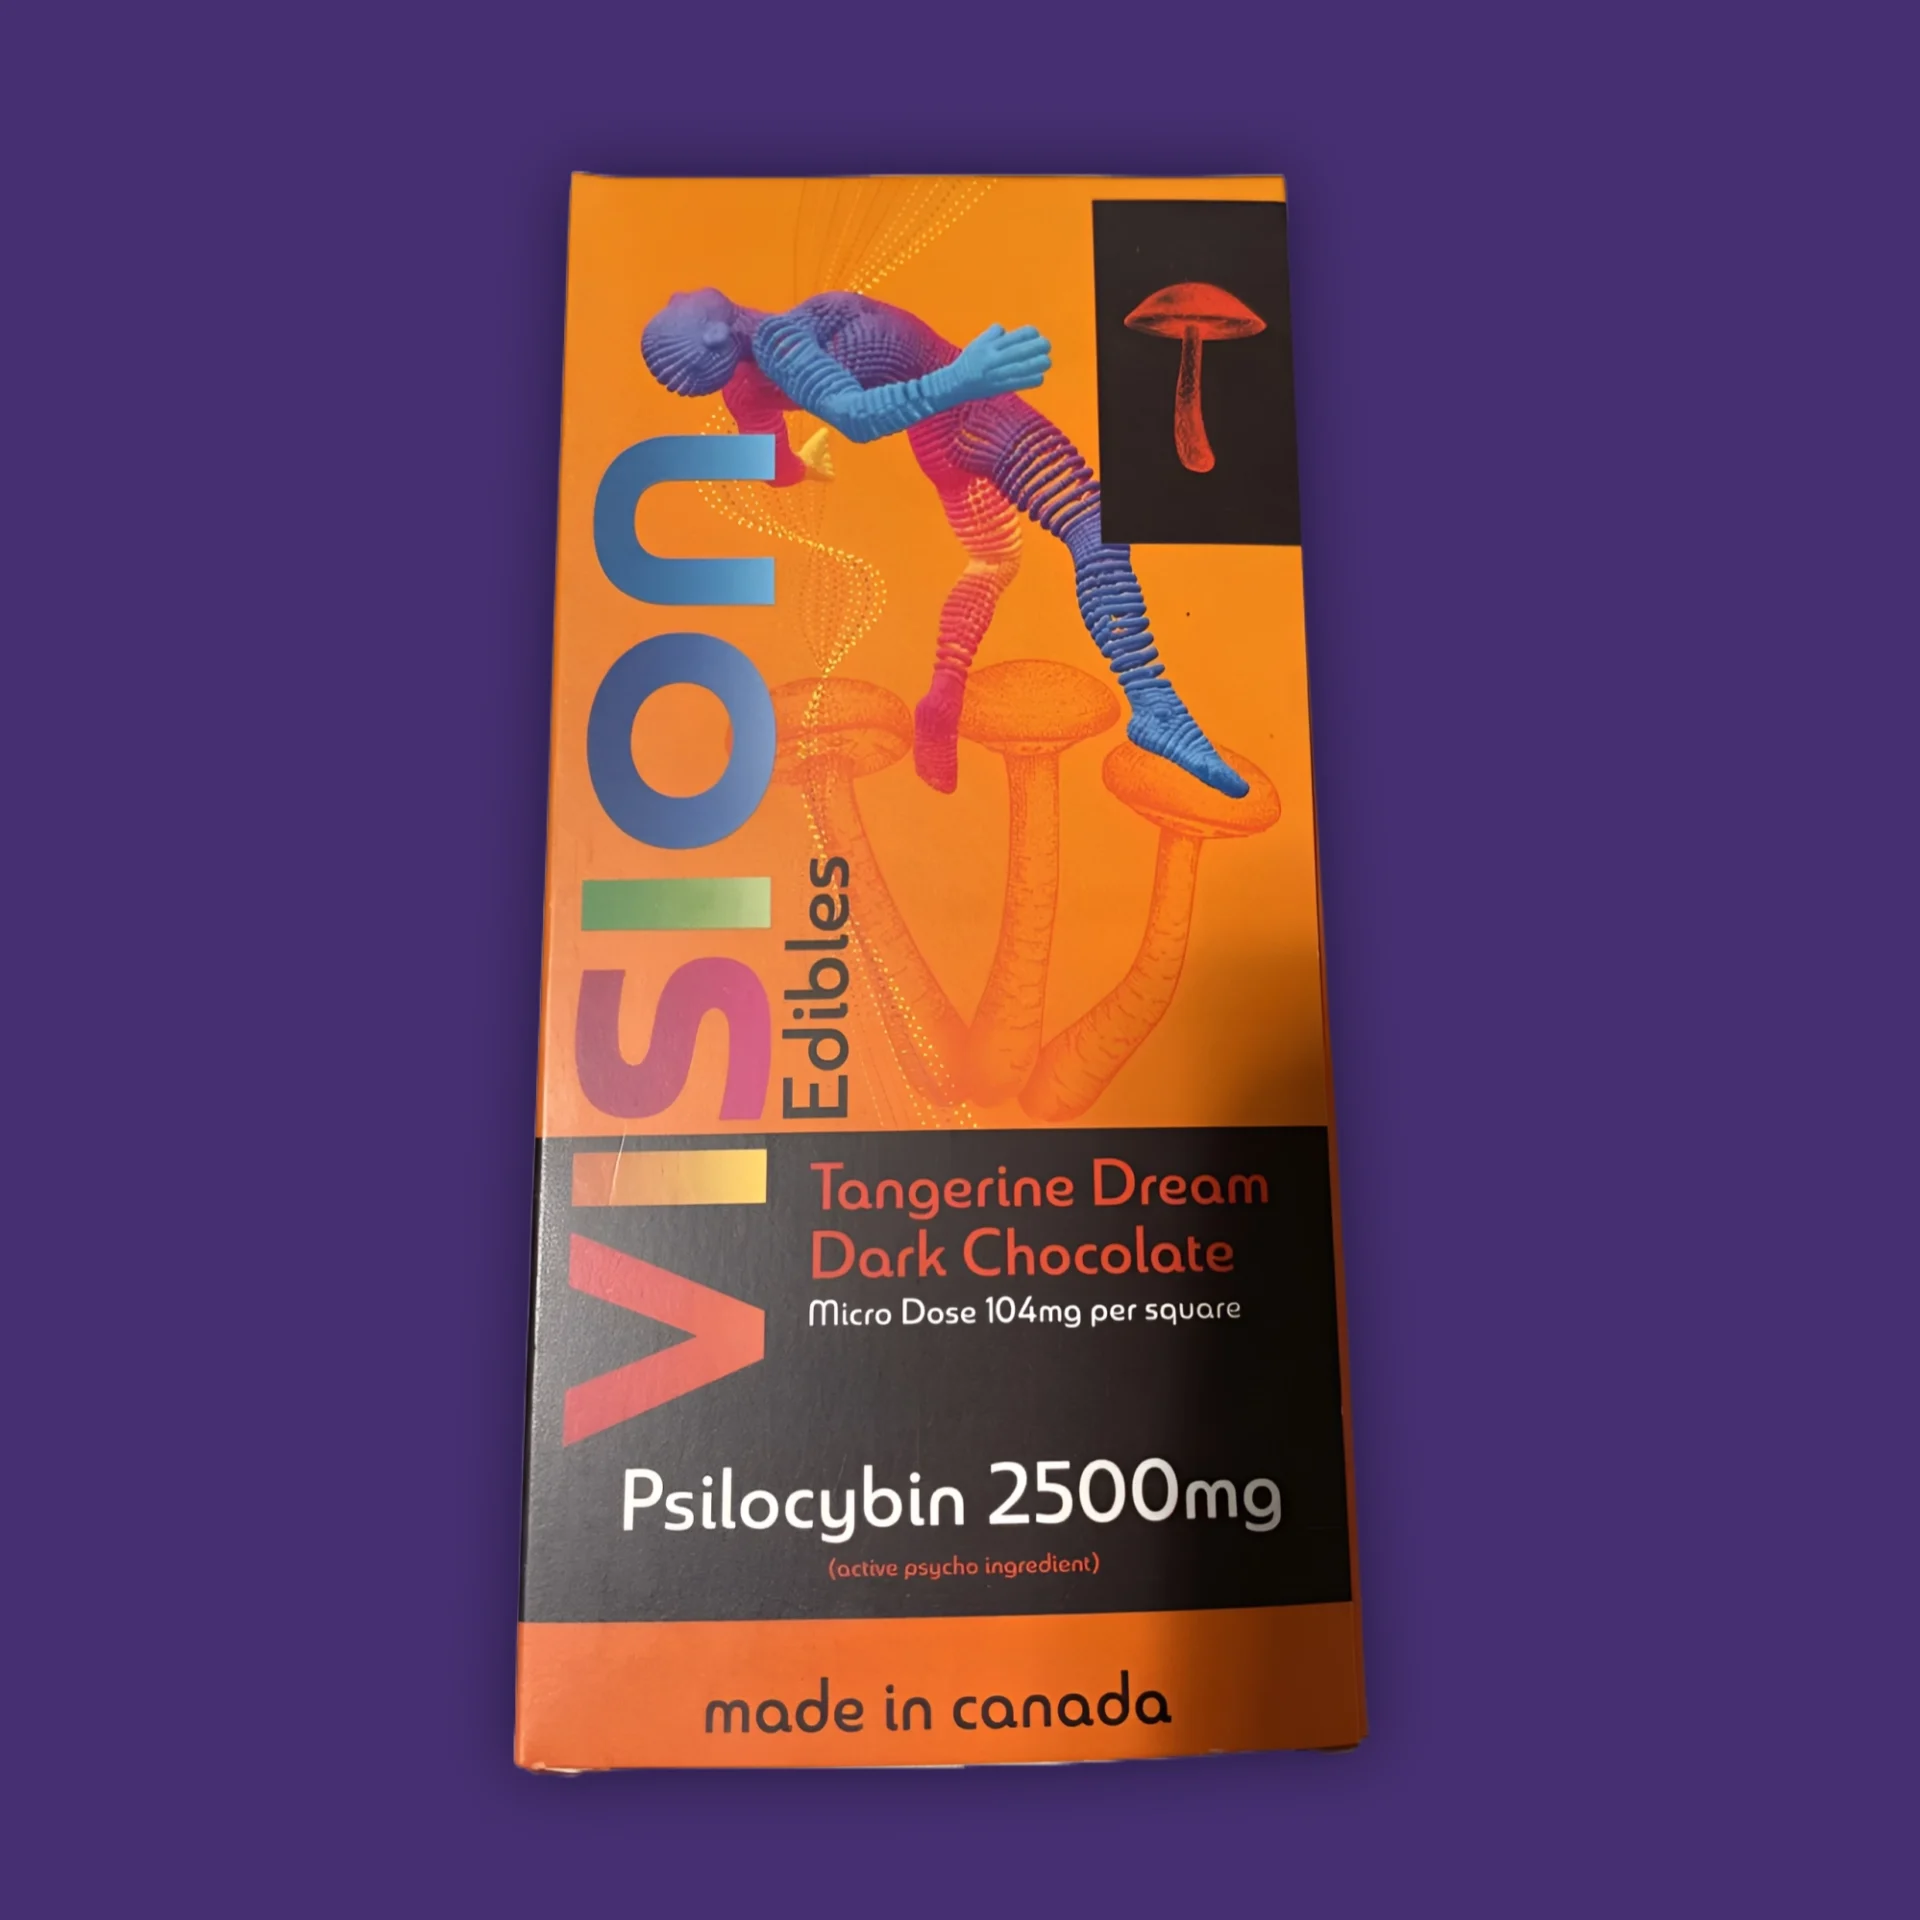 VISION
Edibles
Tangerine Dream
Dark Chocolate
Micro Dose 104mg per square
Psilocybin 2500mg
(active psycho ingredient)
made in canada